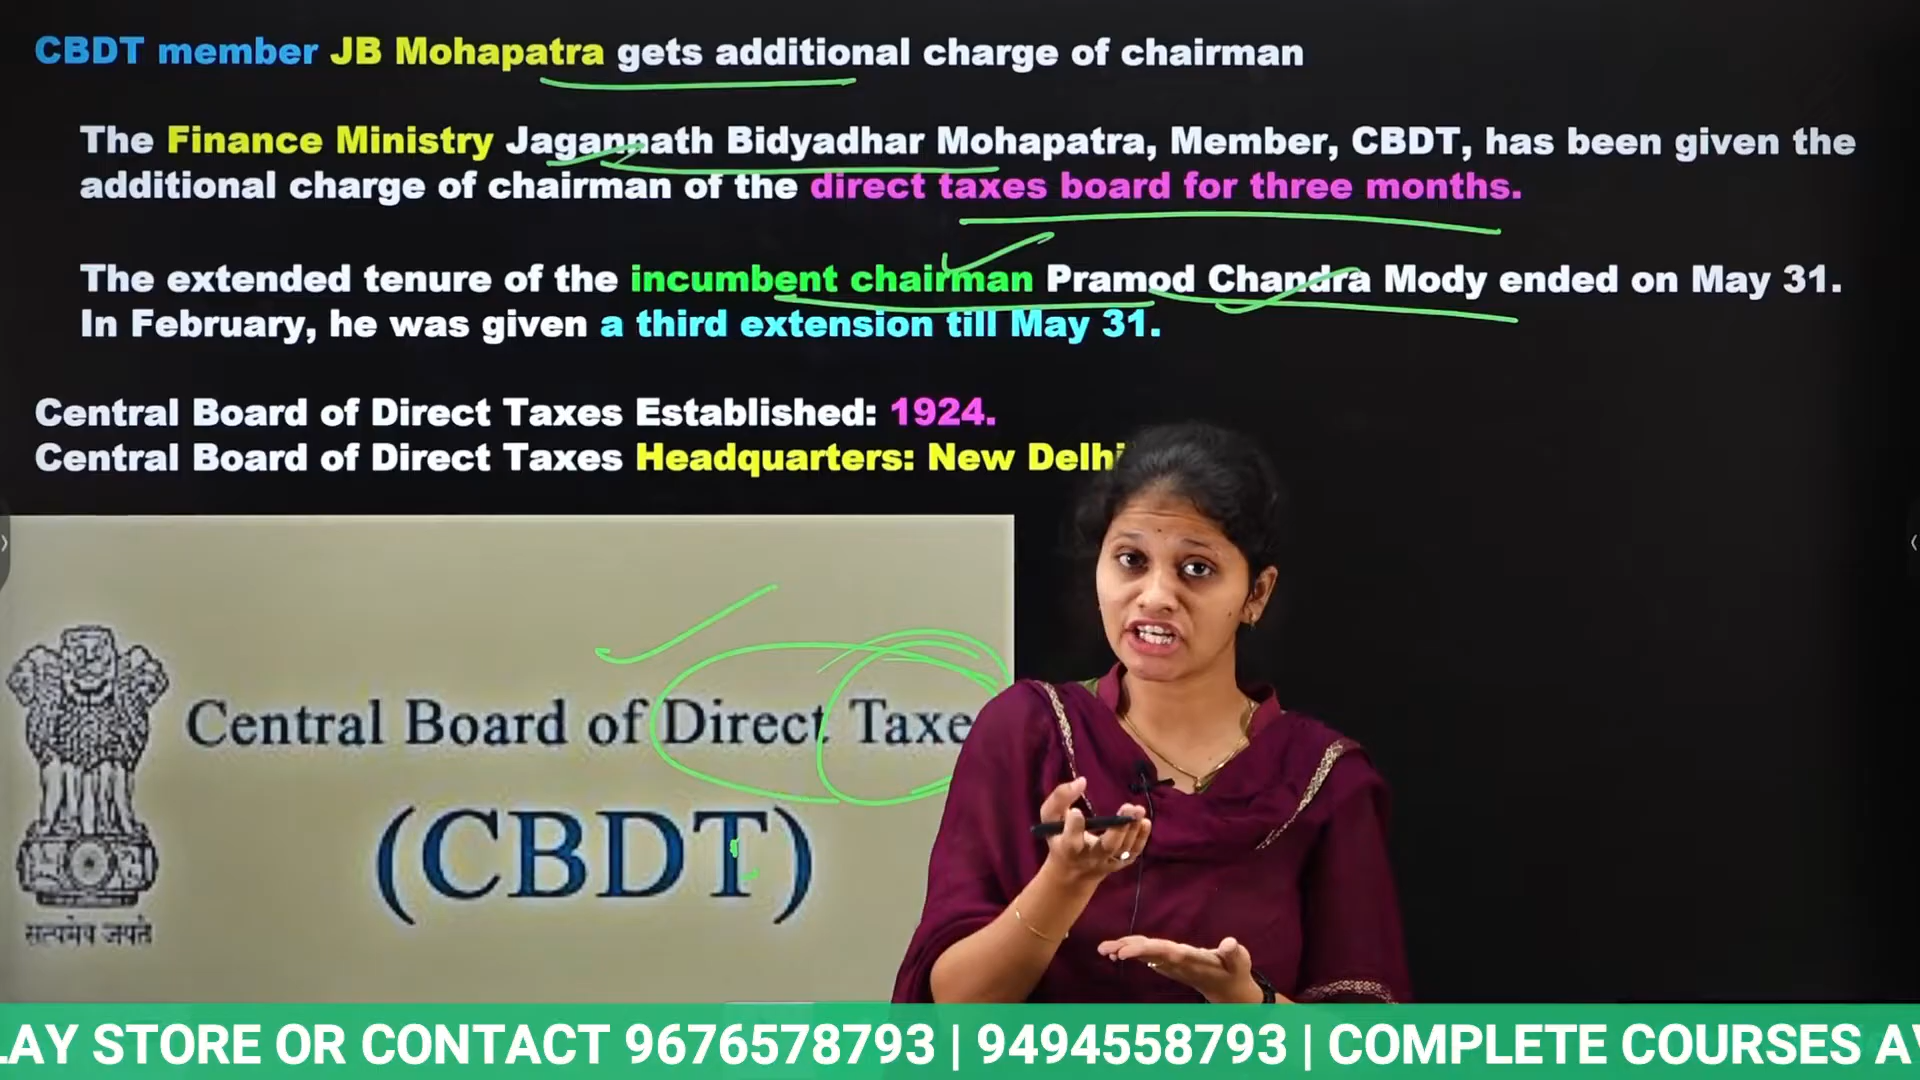 CBDT member JB Mohapatra gets additional charge of chairman
The Finance Ministry Jagannath Bidyadhar Mohapatra, Member, CBDT, has been given the
additional charge of chairman of the direct taxes board for three months.
The extended tenure of the incumbent chairman Pramod Chandra Mody ended on May 31.
In February, he was given a third extension till May 31.
Central Board of Direct Taxes Established: 1924.
Central Board of Direct Taxes Headquarters: New Delhi
Central Board of Direct Taxe
(CBDT)
सत्यमेव जयते
LAY STORE OR CONTACT 9676578793 | 9494558793 | COMPLETE COURSES AV